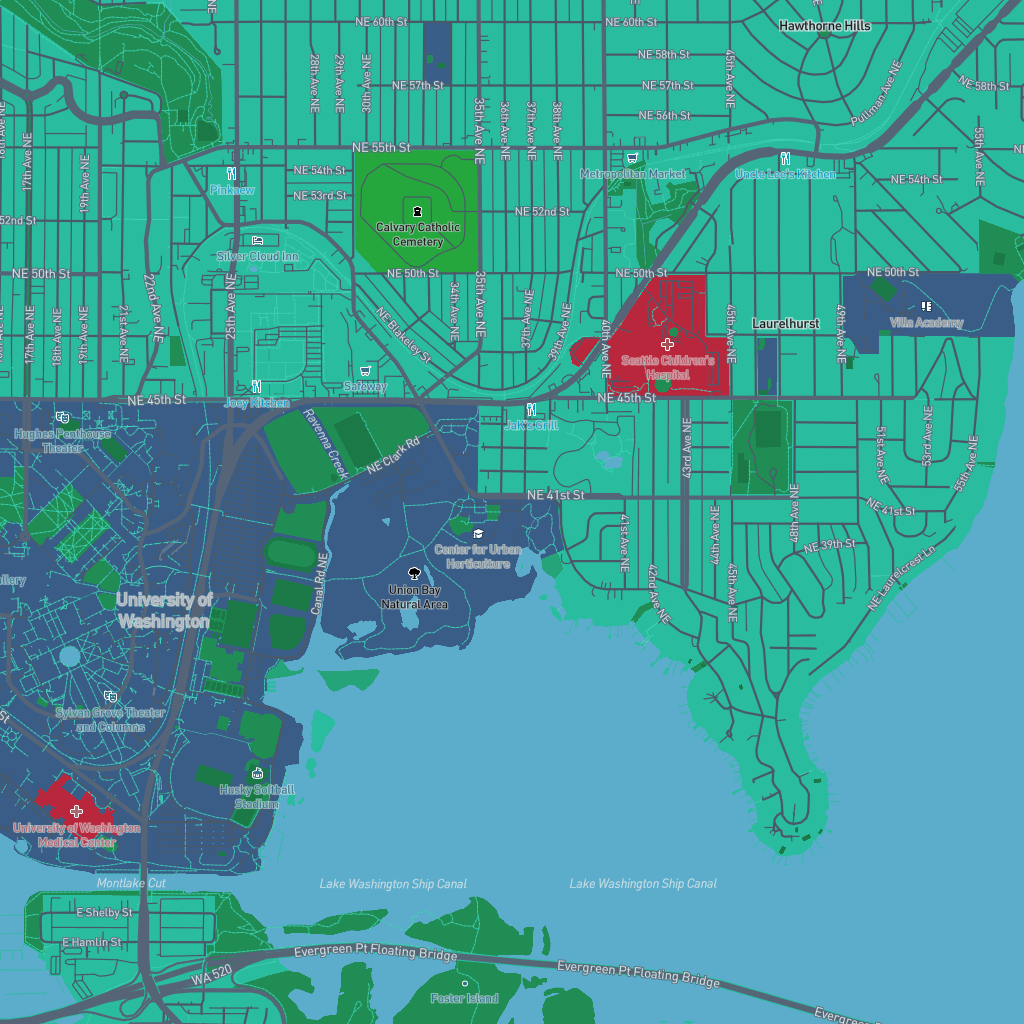 NE 60th St
NE 60th St
Hawthorne Hills
NE
NE 58th St
28th Ave NE
29th Ave NE
30th Ave NE
45th Ave NE
NE 57th St
NE 57th St
Pullman Ave NE
NE 58th St
35th Ave NE
36th Ave NE
37th Ave NE
38th Ave NE
NE 56th St
17th Ave NE
19th Ave NE
NE 55th St
55th Ave NE
NE
NE 54th St
Metropolitan Market
Uncle Lee's Kitchen
NE 54th St
Pinknew
NE 53rd St
52nd St
NE 52nd St
Calvary Catholic
Cemetery
Silver Cloud Inn
NE 50th St
NE 50th St
NE 50th St
NE 50th St
17th Ave NE
18th Ave NE
19th Ave NE
21st Ave NE
22nd Ave NE
25th Ave NE
NE Blakeley St
34th Ave NE
35th Ave NE
37th Ave NE
39th Ave NE
40th Ave NE
45th Ave NE
Laurelhurst
49th Ave NE
Villa Academy
Seattle Children's
Hospital
Safeway
NE 45th St
Joey Kitchen
NE 45th St
JaK's Grill
Hughes Penthouse
Theater
Ravenna Creek
NE Clark Rd
43rd Ave NE
51st Ave NE
53rd Ave NE
55th Ave NE
NE 41st St
NE 41st St
41st Ave NE
44th Ave NE
48th Ave NE
NE 39th St
Center for Urban
Horticulture
Canal Rd NE
allery
Union Bay
Natural Area
42nd Ave NE
45th Ave NE
NE Laurelcrest Ln
University of
Washington
St
Sylvan Grove Theater
and Columns
Husky Softball
Stadium
University of Washington
Medical Center
Montlake Cut
Lake Washington Ship Canal
Lake Washington Ship Canal
E Shelby St
E Hamlin St
WA 520
Evergreen Pt Floating Bridge
Evergreen Pt Floating Bridge
Foster Island
Evergreen